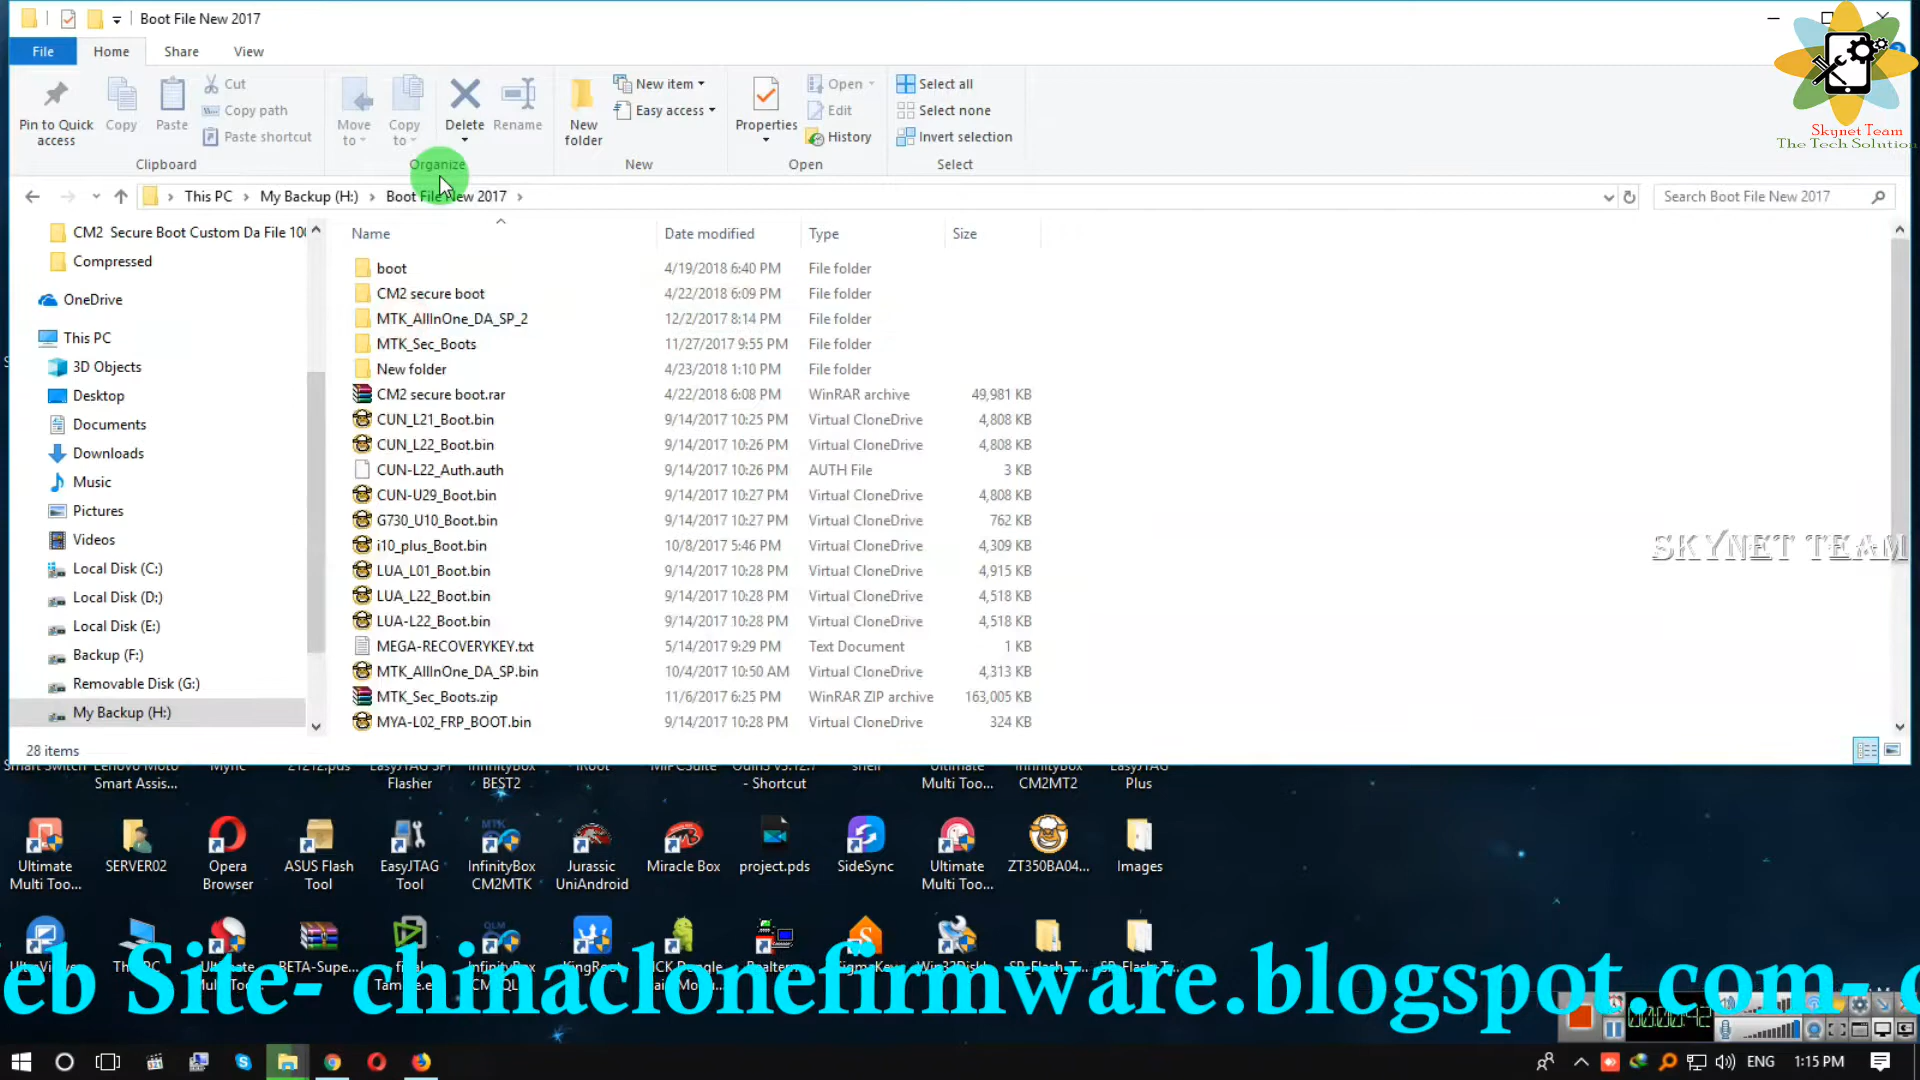 Boot File New 2017
File Home Share View
Pin to Quick access
Copy
Paste
Cut
Copy path
Paste shortcut
Clipboard
Move to
Copy to
Delete
Rename
Organize
New folder
New item
Easy access
New
Properties
Open
Edit
History
Open
Select all
Select none
Invert selection
Select
Skynet Team
The Tech Solution
This PC > My Backup (H:) > Boot File New 2017 >
Search Boot File New 2017
CM2 Secure Boot Custom Da File 100
Compressed
OneDrive
This PC
3D Objects
Desktop
Documents
Downloads
Music
Pictures
Videos
Local Disk (C:)
Local Disk (D:)
Local Disk (E:)
Backup (F:)
Removable Disk (G:)
My Backup (H:)
Name Date modified Type Size
boot 4/19/2018 6:40 PM File folder
CM2 secure boot 4/22/2018 6:09 PM File folder
MTK_AllInOne_DA_SP_2 12/2/2017 8:14 PM File folder
MTK_Sec_Boots 11/27/2017 9:55 PM File folder
New folder 4/23/2018 1:10 PM File folder
CM2 secure boot.rar 4/22/2018 6:08 PM WinRAR archive 49,981 KB
CUN_L21_Boot.bin 9/14/2017 10:25 PM Virtual CloneDrive 4,808 KB
CUN_L22_Boot.bin 9/14/2017 10:26 PM Virtual CloneDrive 4,808 KB
CUN-L22_Auth.auth 9/14/2017 10:26 PM AUTH File 3 KB
CUN-U29_Boot.bin 9/14/2017 10:27 PM Virtual CloneDrive 4,808 KB
G730_U10_Boot.bin 9/14/2017 10:27 PM Virtual CloneDrive 762 KB
i10_plus_Boot.bin 10/8/2017 5:46 PM Virtual CloneDrive 4,309 KB
LUA_L01_Boot.bin 9/14/2017 10:28 PM Virtual CloneDrive 4,915 KB
LUA_L22_Boot.bin 9/14/2017 10:28 PM Virtual CloneDrive 4,518 KB
LUA-L22_Boot.bin 9/14/2017 10:28 PM Virtual CloneDrive 4,518 KB
MEGA-RECOVERYKEY.txt 5/14/2017 9:29 PM Text Document 1 KB
MTK_AllInOne_DA_SP.bin 10/4/2017 10:50 AM Virtual CloneDrive 4,313 KB
MTK_Sec_Boots.zip 11/6/2017 6:25 PM WinRAR ZIP archive 163,005 KB
MYA-L02_FRP_BOOT.bin 9/14/2017 10:28 PM Virtual CloneDrive 324 KB
SKYNET TEAM
28 items
Smart Assis...
Flasher
InfinityBox BEST2
- Shortcut
Multi Too...
InfinityBox CM2MT2
EasyJTAG Plus
Ultimate Multi Too...
SERVER02
Opera Browser
ASUS Flash Tool
EasyJTAG Tool
InfinityBox CM2MTK
Jurassic UniAndroid
Miracle Box
project.pds
SideSync
Ultimate Multi Too...
ZT350BA04...
Images
eb Site- chinaclonefirmware.blogspot.com-
00:00:42
ENG 1:15 PM